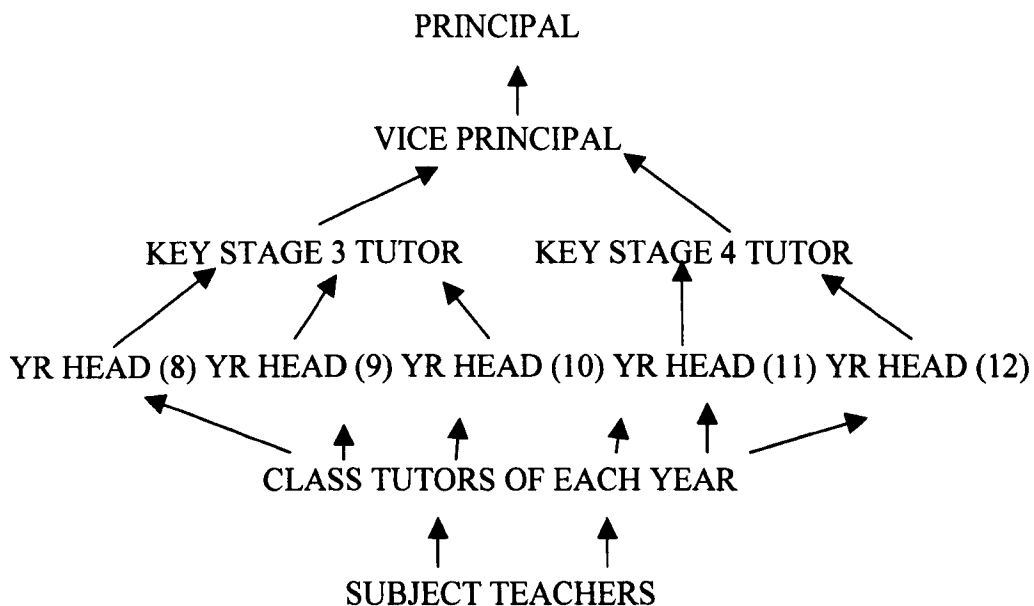 PRINCIPAL
VICE PRINCIPAL
KEY STAGE 3 TUTOR KEY STAGE 4 TUTOR
YR HEAD (8) YR HEAD (9) YR HEAD (10) YR HEAD (11) YR HEAD (12)
CLASS TUTORS OF EACH YEAR
SUBJECT TEACHERS